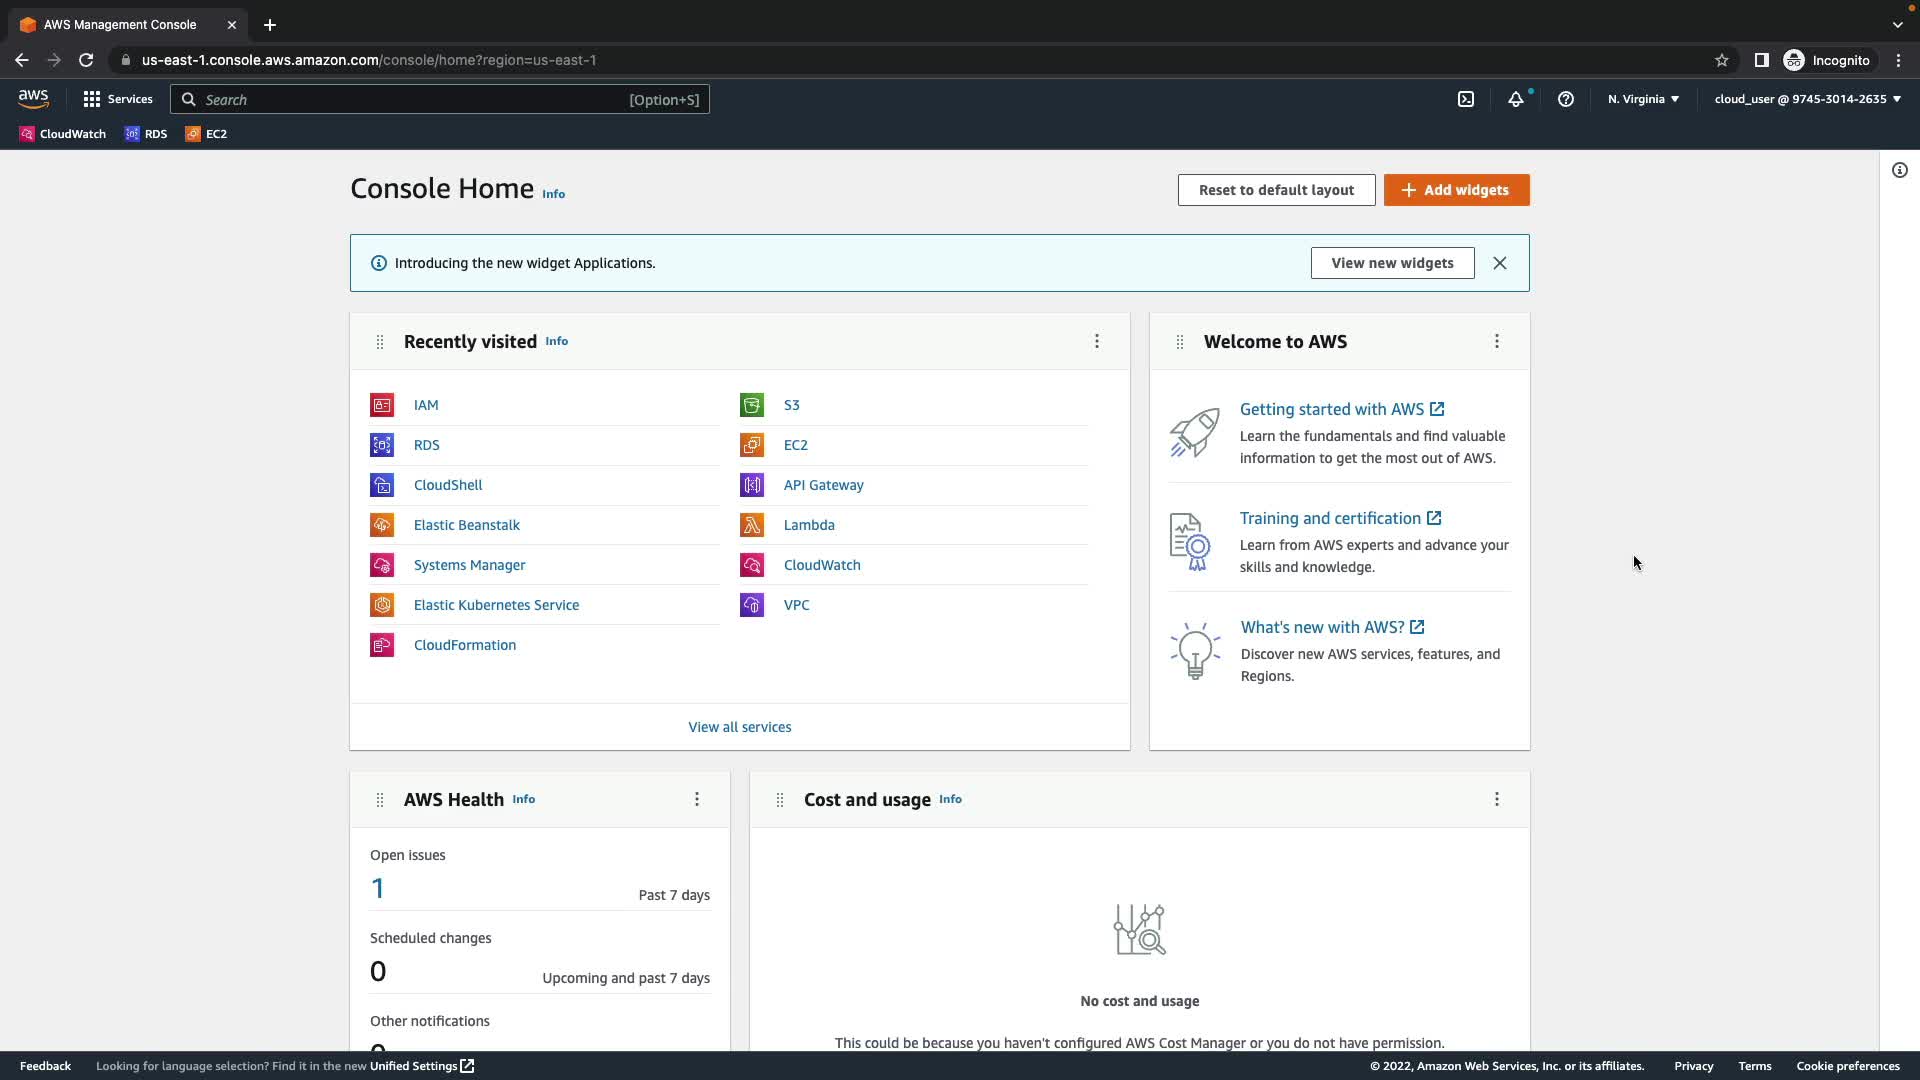 AWS Management Console
us-east-1.console.aws.amazon.com/console/home?region=us-east-1
Incognito
aws
Services
Search
[Option+S]
N. Virginia
cloud_user @ 9745-3014-2635
CloudWatch
RDS
EC2
Console Home Info
Reset to default layout
Add widgets
Introducing the new widget Applications.
View new widgets
Recently visited Info
IAM
RDS
CloudShell
Elastic Beanstalk
Systems Manager
Elastic Kubernetes Service
CloudFormation
S3
EC2
API Gateway
Lambda
CloudWatch
VPC
View all services
Welcome to AWS
Getting started with AWS
Learn the fundamentals and find valuable
information to get the most out of AWS.
Training and certification
Learn from AWS experts and advance your
skills and knowledge.
What's new with AWS?
Discover new AWS services, features, and
Regions.
AWS Health Info
Open issues
1
Past 7 days
Scheduled changes
0
Upcoming and past 7 days
Other notifications
Cost and usage Info
No cost and usage
This could be because you haven't configured AWS Cost Manager or you do not have permission.
Feedback
Looking for language selection? Find it in the new Unified Settings
© 2022, Amazon Web Services, Inc. or its affiliates.
Privacy
Terms
Cookie preferences